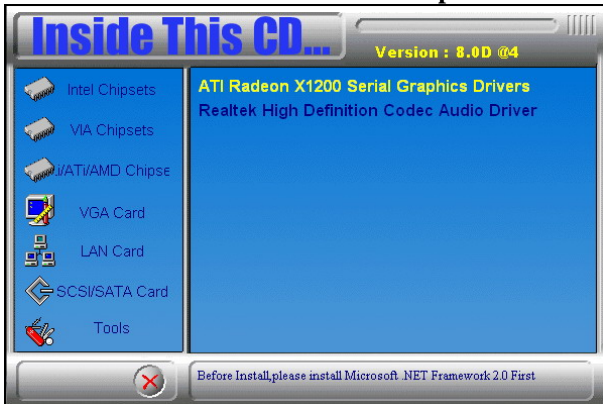 Inside This CD...
Version : 8.0D @4
Intel Chipsets
VIA Chipsets
.i/ATi/AMD Chipse
VGA Card
LAN Card
SCSI/SATA Card
Tools
ATI Radeon X1200 Serial Graphics Drivers
Realtek High Definition Codec Audio Driver
Before Install,please install Microsoft .NET Framework 2.0 First